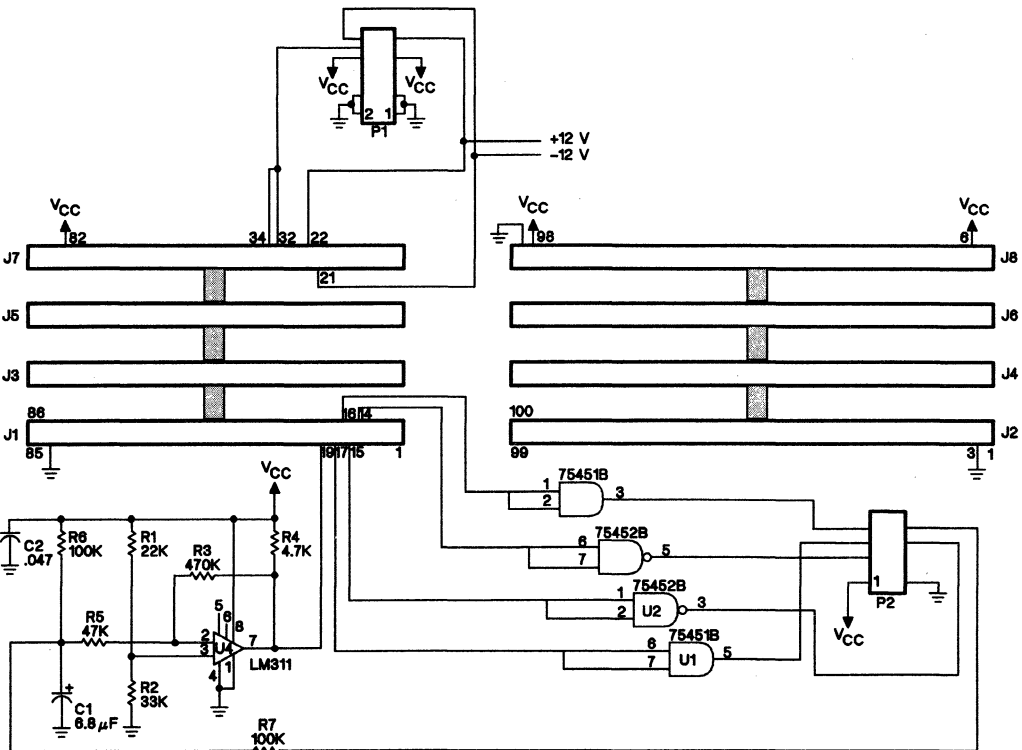 VCC VCC
2 1
P1
+12 V
−12 V
VCC
82 34 32 22
J7
21
VCC
98
VCC
6
J8
J5
J6
J3
J4
86 16 14
J1
85 19 17 15 1
100
J2
99 3 1
VCC
C2
.047
R6
100K
R1
22K
R3
470K
R4
4.7K
R5
47K
5
6
8
2
3
U4
7
4
1
LM311
C1
6.8 μF
R2
33K
R7
100K
75451B
1
2
3
75452B
6
7
5
75452B
1
2
U2
3
75451B
6
7
U1
5
1
P2
VCC